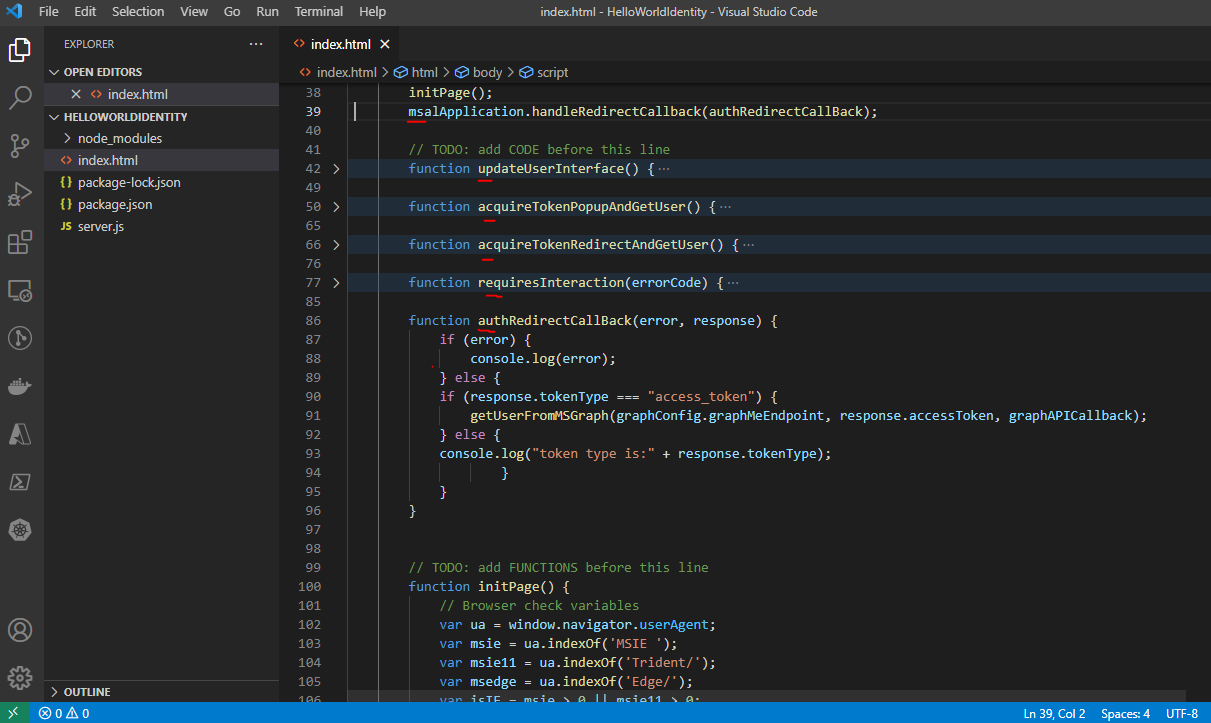 File Edit Selection View Go Run Terminal Help index.html - HelloWorldIdentity - Visual Studio Code
EXPLORER ···
OPEN EDITORS
index.html
HELLOWORLDIDENTITY
node_modules
index.html
{} package-lock.json
{} package.json
JS server.js
OUTLINE
index.html
index.html > html > body > script
38 initPage();
39 msalApplication.handleRedirectCallback(authRedirectCallBack);
40
41 // TODO: add CODE before this line
42 function updateUserInterface() {···
49
50 function acquireTokenPopupAndGetUser() {···
65
66 function acquireTokenRedirectAndGetUser() {···
76
77 function requiresInteraction(errorCode) {···
85
86 function authRedirectCallBack(error, response) {
87 if (error) {
88 console.log(error);
89 } else {
90 if (response.tokenType === "access_token") {
91 getUserFromMSGraph(graphConfig.graphMeEndpoint, response.accessToken, graphAPICallback);
92 } else {
93 console.log("token type is:" + response.tokenType);
94 }
95 }
96 }
97
98
99 // TODO: add FUNCTIONS before this line
100 function initPage() {
101 // Browser check variables
102 var ua = window.navigator.userAgent;
103 var msie = ua.indexOf('MSIE ');
104 var msie11 = ua.indexOf('Trident/');
105 var msedge = ua.indexOf('Edge/');
106 var isIE = msie > 0 || msie11 > 0;
0 0 Ln 39, Col 2 Spaces: 4 UTF-8